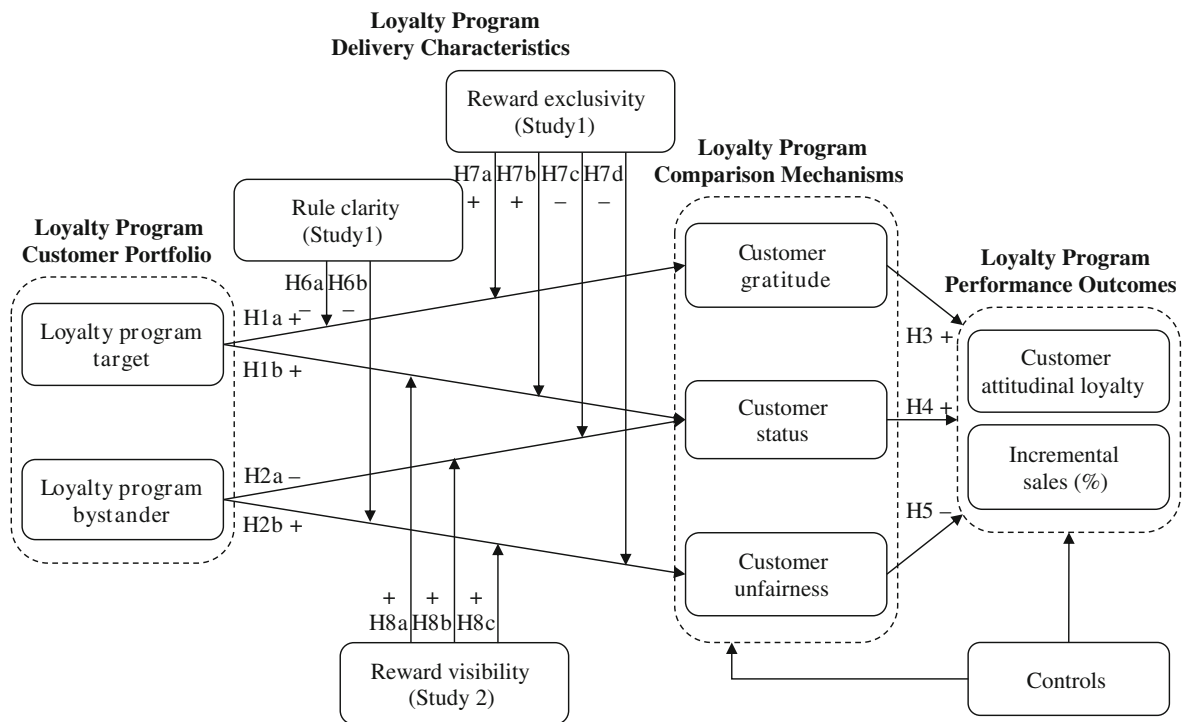 Loyalty Program
Delivery Characteristics
Reward exclusivity
(Study1)
H7a H7b H7c H7d
+ + – –
Rule clarity
(Study1)
H6a H6b
– –
Loyalty Program
Customer Portfolio
Loyalty program
target
Loyalty program
bystander
H1a +
H1b +
H2a –
H2b +
Loyalty Program
Comparison Mechanisms
Customer
gratitude
Customer
status
Customer
unfairness
H3 +
H4 +
H5 –
Loyalty Program
Performance Outcomes
Customer
attitudinal loyalty
Incremental
sales (%)
+ + +
H8a H8b H8c
Reward visibility
(Study 2)
Controls